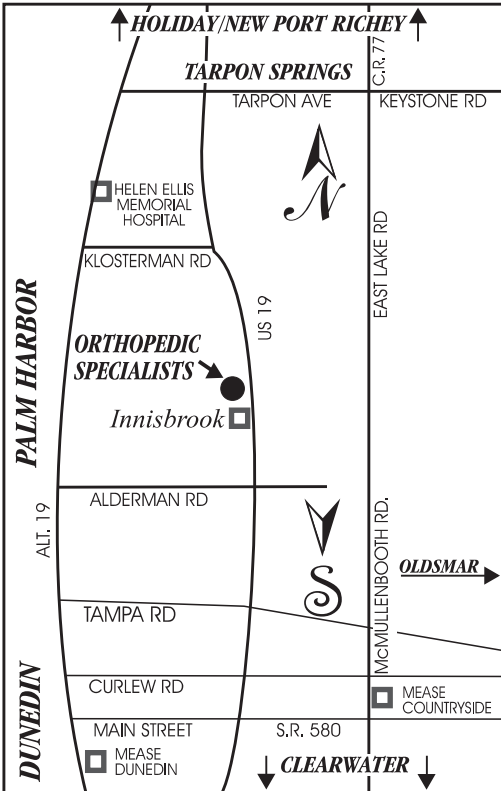 HOLIDAY/NEW PORT RICHEY
C.R. 77
TARPON SPRINGS
TARPON AVE
KEYSTONE RD
N
HELEN ELLIS
MEMORIAL
HOSPITAL
EAST LAKE RD
KLOSTERMAN RD
US 19
ORTHOPEDIC
SPECIALISTS
PALM HARBOR
Innisbrook
ALDERMAN RD
ALT. 19
McMULLENBOOTH RD.
OLDSMAR
S
TAMPA RD
CURLEW RD
MEASE
COUNTRYSIDE
DUNEDIN
MAIN STREET
S.R. 580
MEASE
DUNEDIN
CLEARWATER